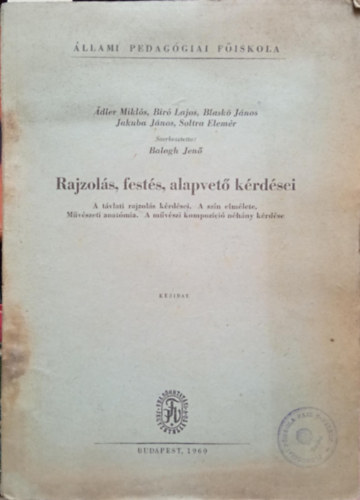 ÁLLAMI PEDAGÓGIAI FŐISKOLA
Ádler Miklós, Bíró Lajos, Blaskó János
Jakuba János, Soltra Elemér
Szerkesztette:
Balogh Jenő
Rajzolás, festés, alapvető kérdései
A távlati rajzolás kérdései. A szín elmélete.
Művészeti anatómia. A művészi kompozíció néhány kérdése
KÉZIRAT
BUDAPEST, 1960